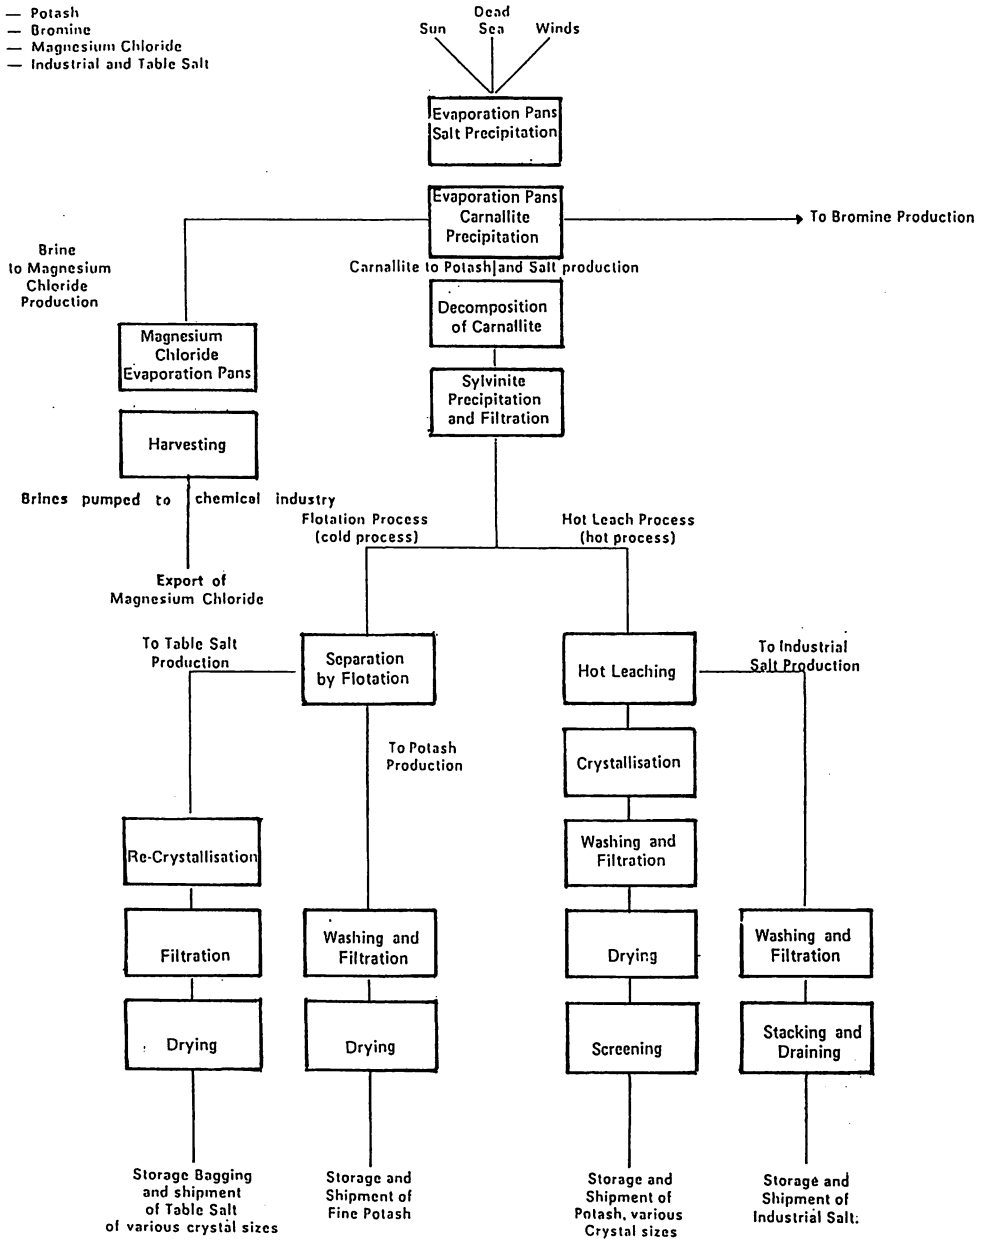 — Potash
— Bromine
— Magnesium Chloride
— Industrial and Table Salt
Dead
Sun Sea Winds
Evaporation Pans
Salt Precipitation
Evaporation Pans
Carnallite
Precipitation
To Bromine Production
Brine
to Magnesium
Chloride
Production
Carnallite to Potash and Salt production
Decomposition
of Carnallite
Magnesium
Chloride
Evaporation Pans
Sylvinite
Precipitation
and Filtration
Harvesting
Brines pumped to chemical industry
Flotation Process
(cold process)
Hot Leach Process
(hot process)
Export of
Magnesium Chloride
To Table Salt
Production
Separation
by Flotation
Hot Leaching
To Industrial
Salt Production
To Potash
Production
Crystallisation
Re-Crystallisation
Washing and
Filtration
Filtration
Washing and
Filtration
Drying
Washing and
Filtration
Drying
Drying
Screening
Stacking and
Draining
Storage Bagging
and shipment
of Table Salt
of various crystal sizes
Storage and
Shipment of
Fine Potash
Storage and
Shipment of
Potash, various
Crystal sizes
Storage and
Shipment of
Industrial Salt.